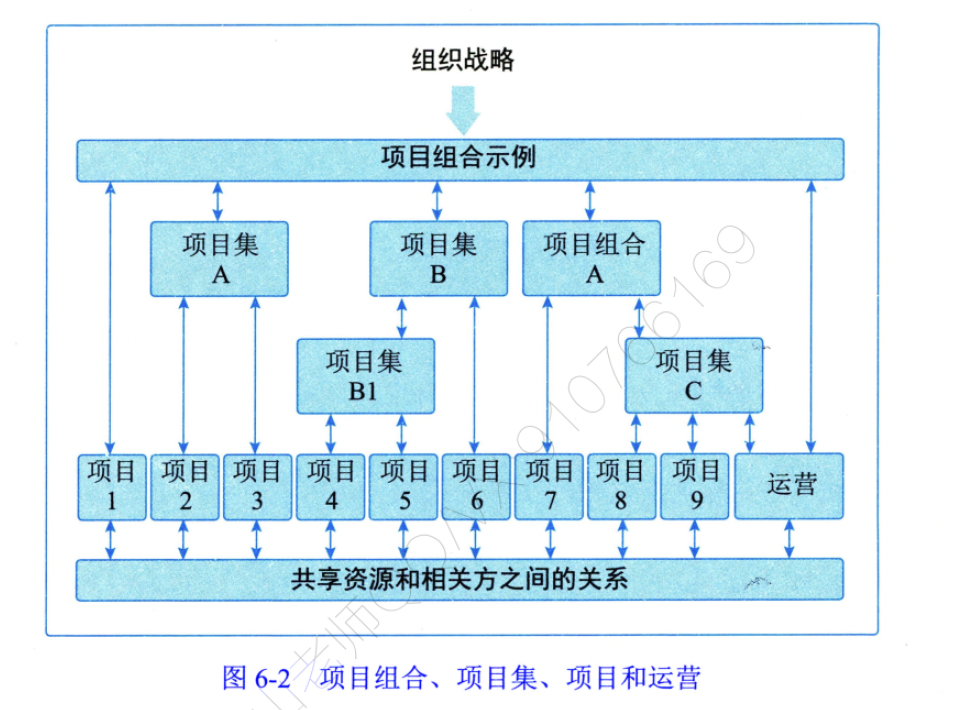 组织战略
项目组合示例
项目集
A
项目集
B
项目组合
A
项目集
B1
项目集
C
项目
1
项目
2
项目
3
项目
4
项目
5
项目
6
项目
7
项目
8
项目
9
运营
共享资源和相关方之间的关系
图 6-2 项目组合、项目集、项目和运营